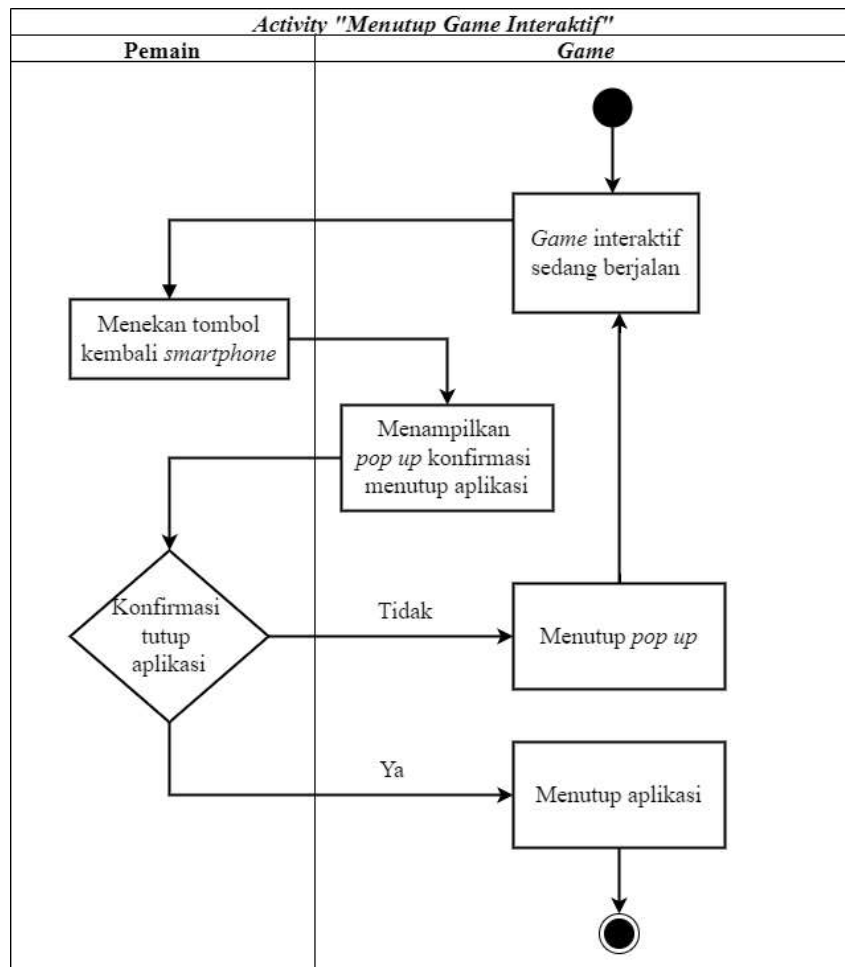 Activity "Menutup Game Interaktif"
Pemain
Game
Game interaktif
sedang berjalan
Menekan tombol
kembali smartphone
Menampilkan
pop up konfirmasi
menutup aplikasi
Konfirmasi
tutup
aplikasi
Tidak
Menutup pop up
Ya
Menutup aplikasi